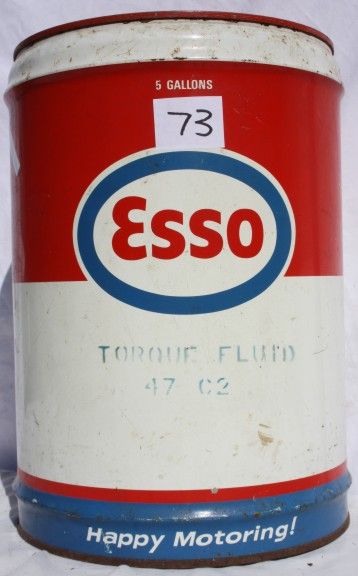 5 GALLONS
73
Esso
TORQUE FLUID
47 C2
Happy Motoring!